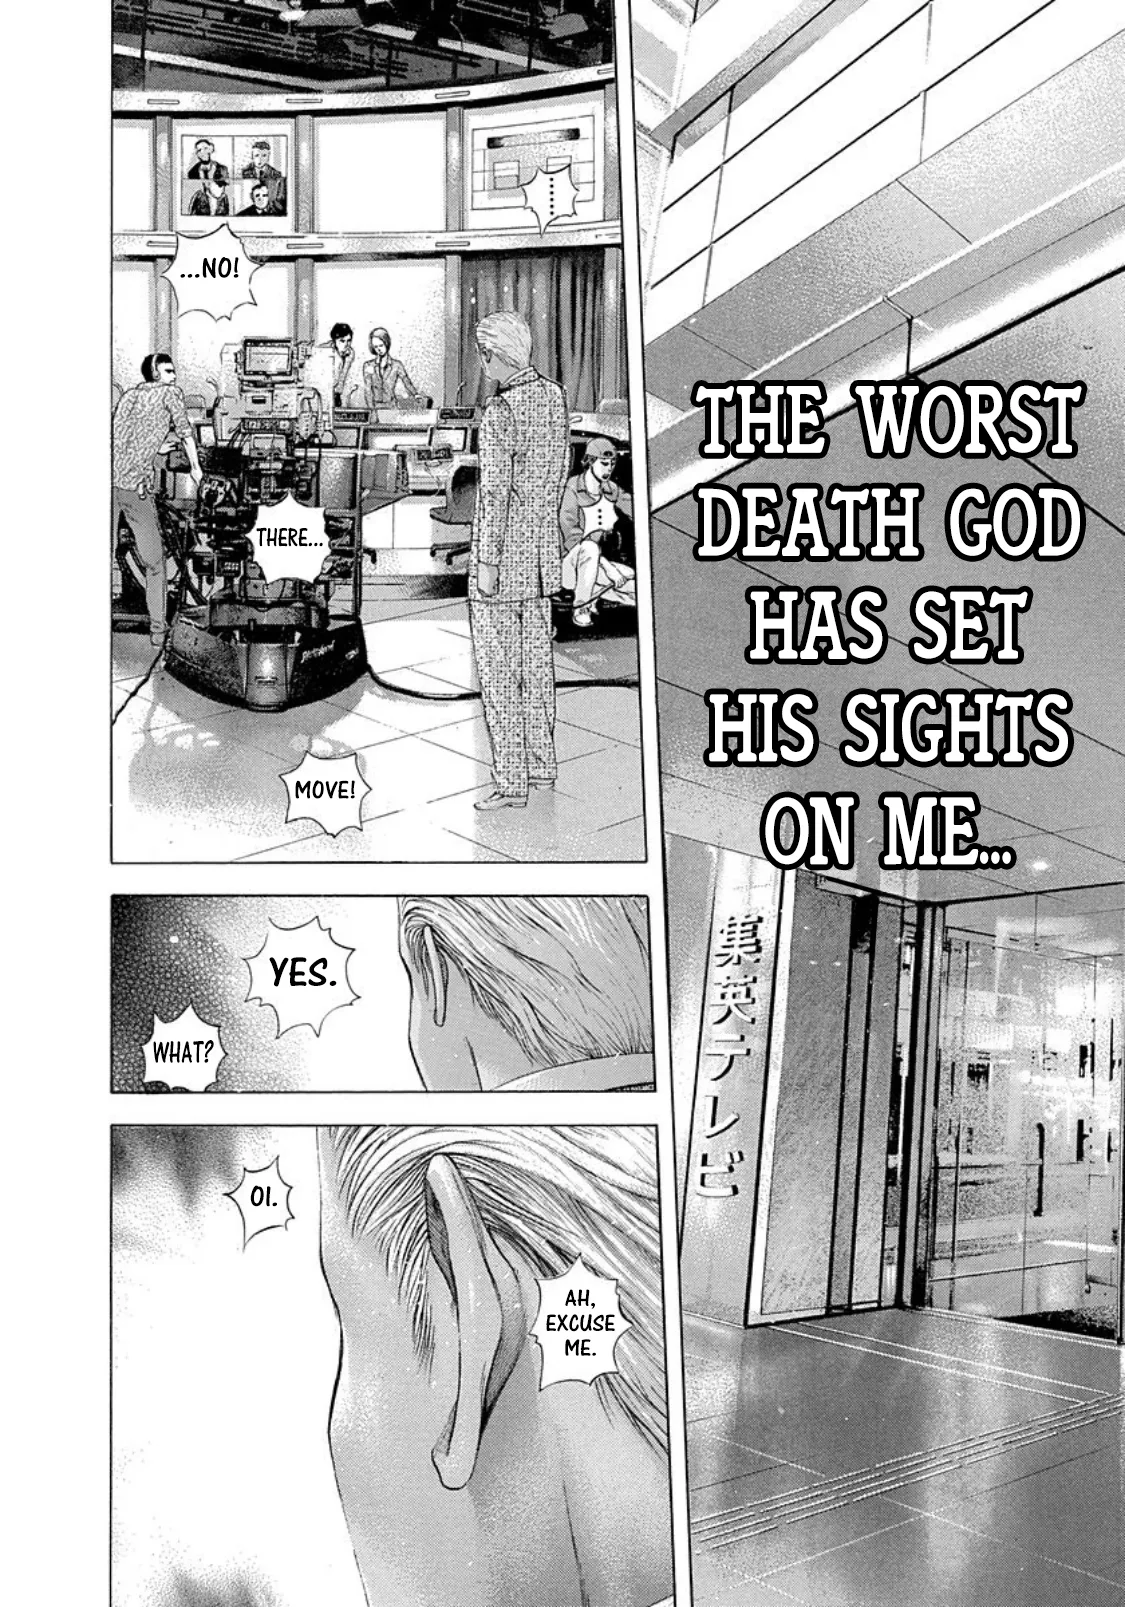 THE WORST
DEATH GOD
HAS SET
HIS SIGHTS
ON ME...
集英テレビ
......
...NO!
THERE...
......
MOVE!
YES.
WHAT?
OI.
AH,
EXCUSE
ME.